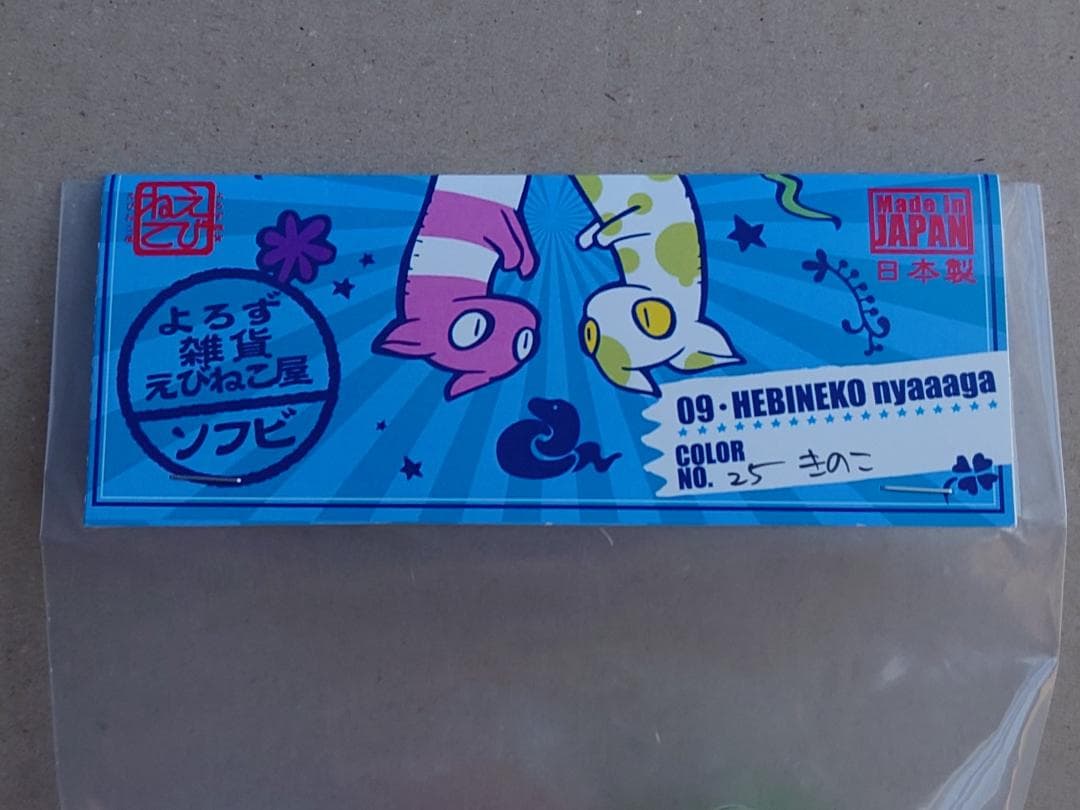 えび
ねこ
Made in
JAPAN
日本製
よろず
雑貨
えびねこ屋
ソフビ
09・HEBINEKO nyaaaga
COLOR
NO. 25 きのこ